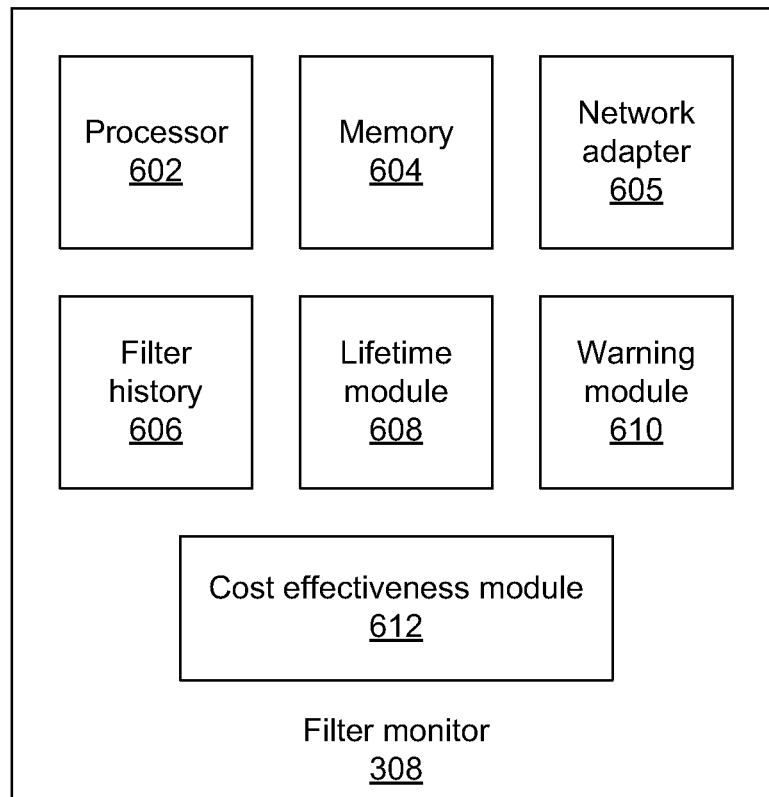 Processor
602
Memory
604
Network
adapter
605
Filter
history
606
Lifetime
module
608
Warning
module
610
Cost effectiveness module
612
Filter monitor
308